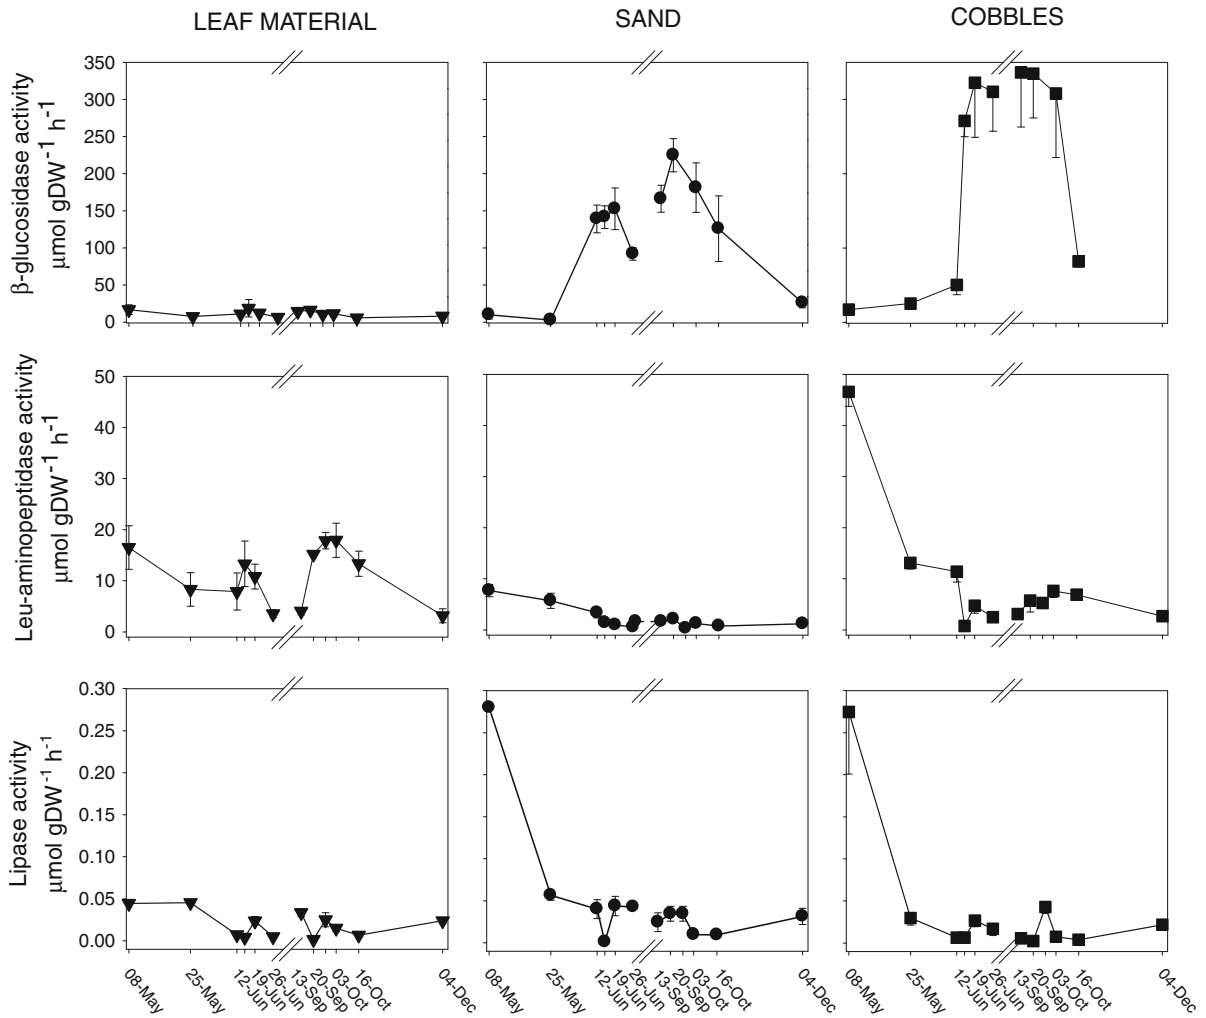 LEAF MATERIAL
SAND
COBBLES
β-glucosidase activity
µmol gDW⁻¹ h⁻¹
350
300
250
200
150
100
50
0
Leu-aminopeptidase activity
µmol gDW⁻¹ h⁻¹
50
40
30
20
10
0
Lipase activity
µmol gDW⁻¹ h⁻¹
0.30
0.25
0.20
0.15
0.10
0.05
0.00
08-May
25-May
12-Jun
19-Jun
26-Jun
13-Sep
20-Sep
03-Oct
16-Oct
04-Dec
08-May
25-May
12-Jun
19-Jun
26-Jun
13-Sep
20-Sep
03-Oct
16-Oct
04-Dec
08-May
25-May
12-Jun
19-Jun
26-Jun
13-Sep
20-Sep
03-Oct
16-Oct
04-Dec